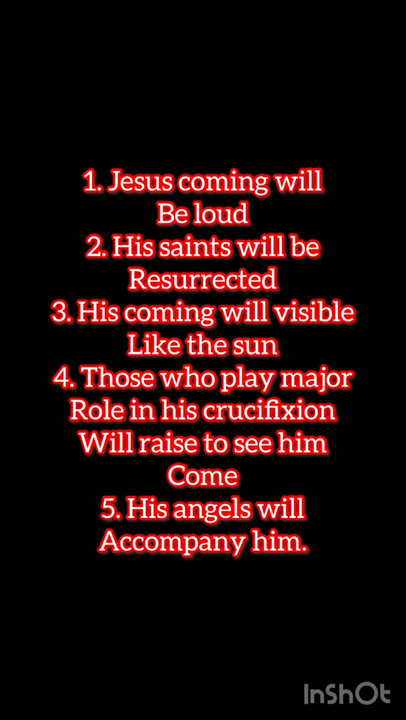 1. Jesus coming will
Be loud
2. His saints will be
Resurrected
3. His coming will visible
Like the sun
4. Those who play major
Role in his crucifixion
Will raise to see him
Come
5. His angels will
Accompany him.
InShOt